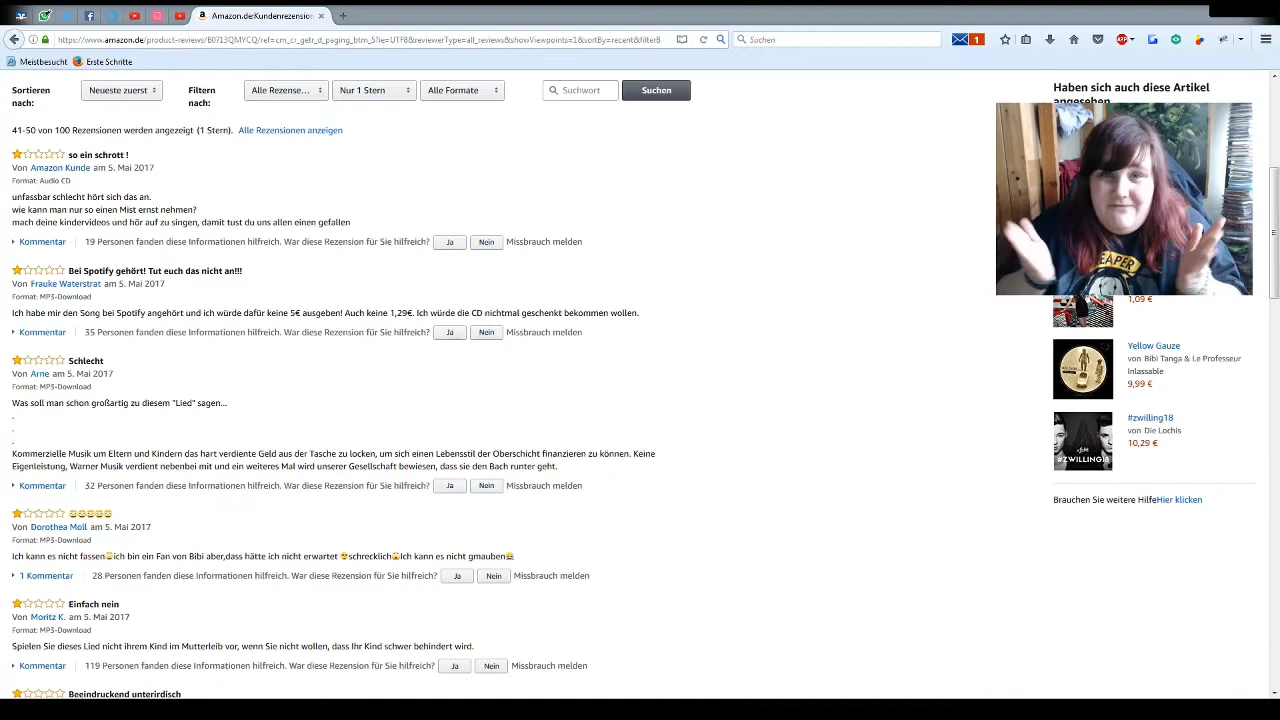 Amazon.de:Kundenrezension
https://www.amazon.de/product-reviews/B0713QMYCQ/ref=cm_cr_getr_d_paging_btm_5?ie=UTF8&reviewerType=all_reviews&showViewpoints=1&sortBy=recent&filterB
Suchen
1
ABP
Meistbesucht
Erste Schritte
Sortieren nach:
Neueste zuerst
Filtern nach:
Alle Rezense...
Nur 1 Stern
Alle Formate
Suchwort
Suchen
41-50 von 100 Rezensionen werden angezeigt (1 Stern). Alle Rezensionen anzeigen
so ein schrott !
Von Amazon Kunde am 5. Mai 2017
Format: Audio CD
unfassbar schlecht hört sich das an.
wie kann man nur so einen Mist ernst nehmen?
mach deine kindervideos und hör auf zu singen, damit tust du uns allen einen gefallen
Kommentar | 19 Personen fanden diese Informationen hilfreich. War diese Rezension für Sie hilfreich? Ja Nein Missbrauch melden
Bei Spotify gehört! Tut euch das nicht an!!!
Von Frauke Waterstrat am 5. Mai 2017
Format: MP3-Download
Ich habe mir den Song bei Spotify angehört und ich würde dafür keine 5€ ausgeben! Auch keine 1,29€. Ich würde die CD nichtmal geschenkt bekommen wollen.
Kommentar | 35 Personen fanden diese Informationen hilfreich. War diese Rezension für Sie hilfreich? Ja Nein Missbrauch melden
Schlecht
Von Arne am 5. Mai 2017
Format: MP3-Download
Was soll man schon großartig zu diesem "Lied" sagen...
.
.
.
Kommerzielle Musik um Eltern und Kindern das hart verdiente Geld aus der Tasche zu locken, um sich einen Lebensstil der Oberschicht finanzieren zu können. Keine
Eigenleistung, Warner Musik verdient nebenbei mit und ein weiteres Mal wird unserer Gesellschaft bewiesen, dass sie den Bach runter geht.
Kommentar | 32 Personen fanden diese Informationen hilfreich. War diese Rezension für Sie hilfreich? Ja Nein Missbrauch melden
Von Dorothea Moll am 5. Mai 2017
Format: MP3-Download
Ich kann es nicht fassen😩ich bin ein Fan von Bibi aber,dass hätte ich nicht erwartet schrecklich Ich kann es nicht gmauben
1 Kommentar | 28 Personen fanden diese Informationen hilfreich. War diese Rezension für Sie hilfreich? Ja Nein Missbrauch melden
Einfach nein
Von Moritz K. am 5. Mai 2017
Format: MP3-Download
Spielen Sie dieses Lied nicht ihrem Kind im Mutterleib vor, wenn Sie nicht wollen, dass Ihr Kind schwer behindert wird.
Kommentar | 119 Personen fanden diese Informationen hilfreich. War diese Rezension für Sie hilfreich? Ja Nein Missbrauch melden
Beeindruckend unterirdisch
Haben sich auch diese Artikel
angesehen
REAPER
1,09 €
Yellow Gauze
von Bibi Tanga & Le Professeur
Inlassable
9,99 €
#zwilling18
von Die Lochis
10,29 €
#ZWILLING18
Brauchen Sie weitere HilfeHier klicken